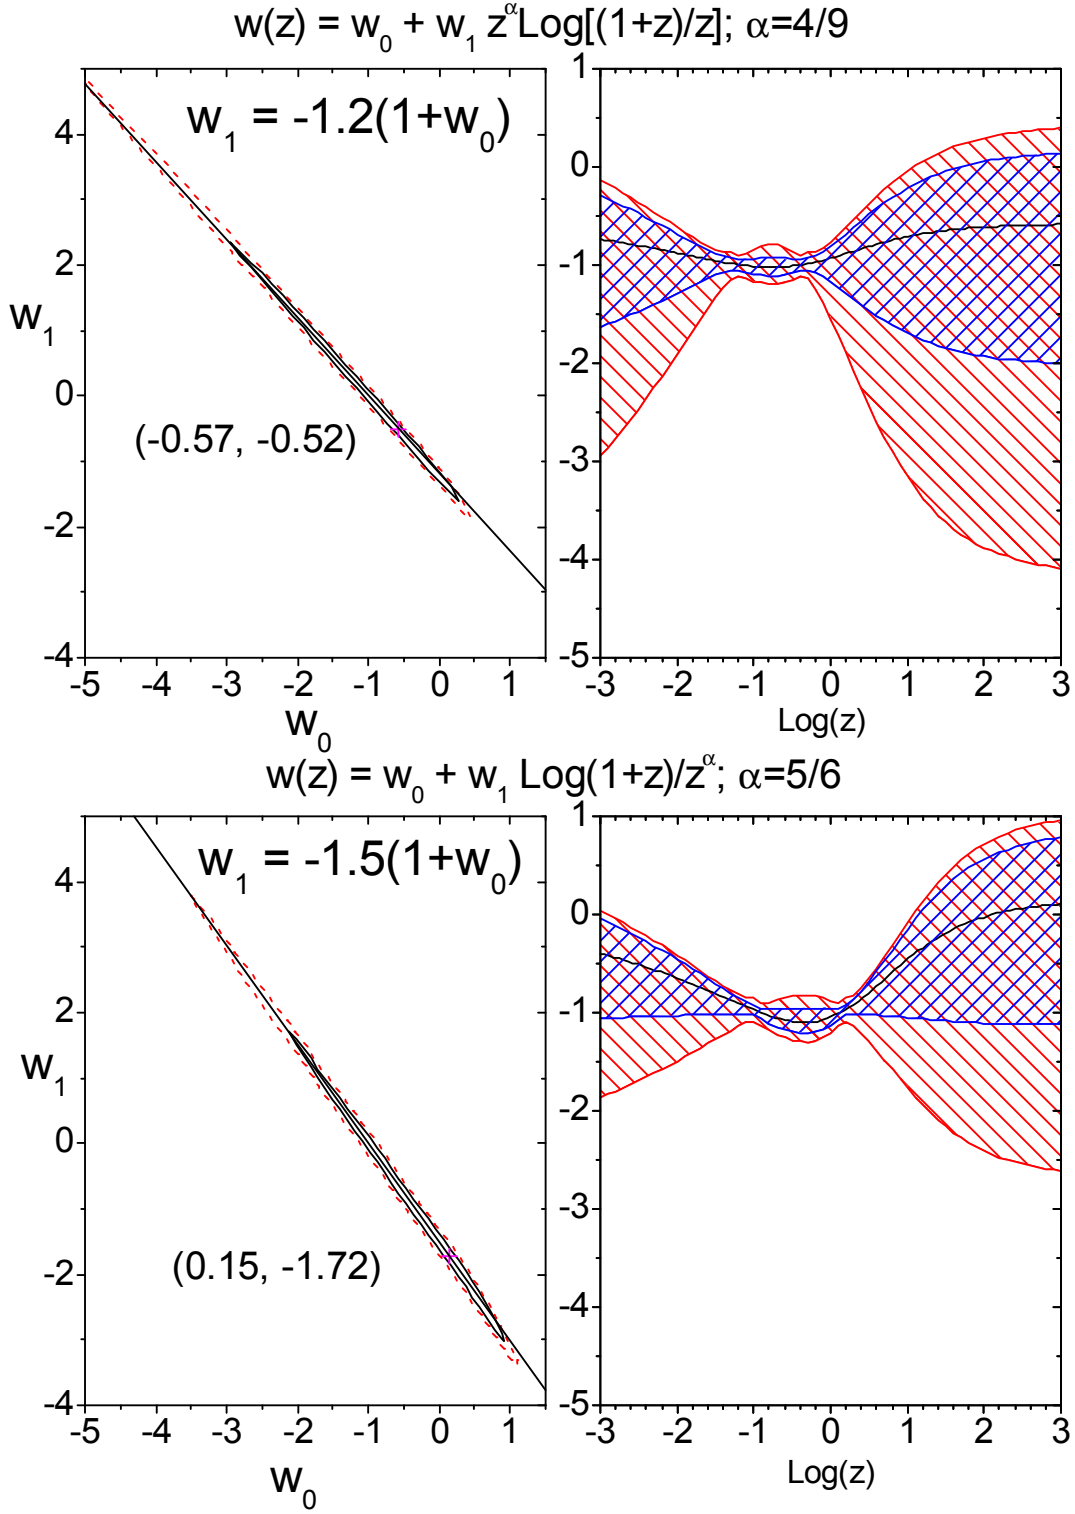 w(z) = w₀ + w₁ z^αLog[(1+z)/z]; α=4/9
w₁ = -1.2(1+w₀)
4
2
0
-2
-4
w₁
(-0.57, -0.52)
-5 -4 -3 -2 -1 0 1
w₀
1
0
-1
-2
-3
-4
-5
-3 -2 -1 0 1 2 3
Log(z)
w(z) = w₀ + w₁ Log(1+z)/z^α; α=5/6
w₁ = -1.5(1+w₀)
4
2
0
-2
-4
w₁
(0.15, -1.72)
-5 -4 -3 -2 -1 0 1
w₀
1
0
-1
-2
-3
-4
-5
-3 -2 -1 0 1 2 3
Log(z)